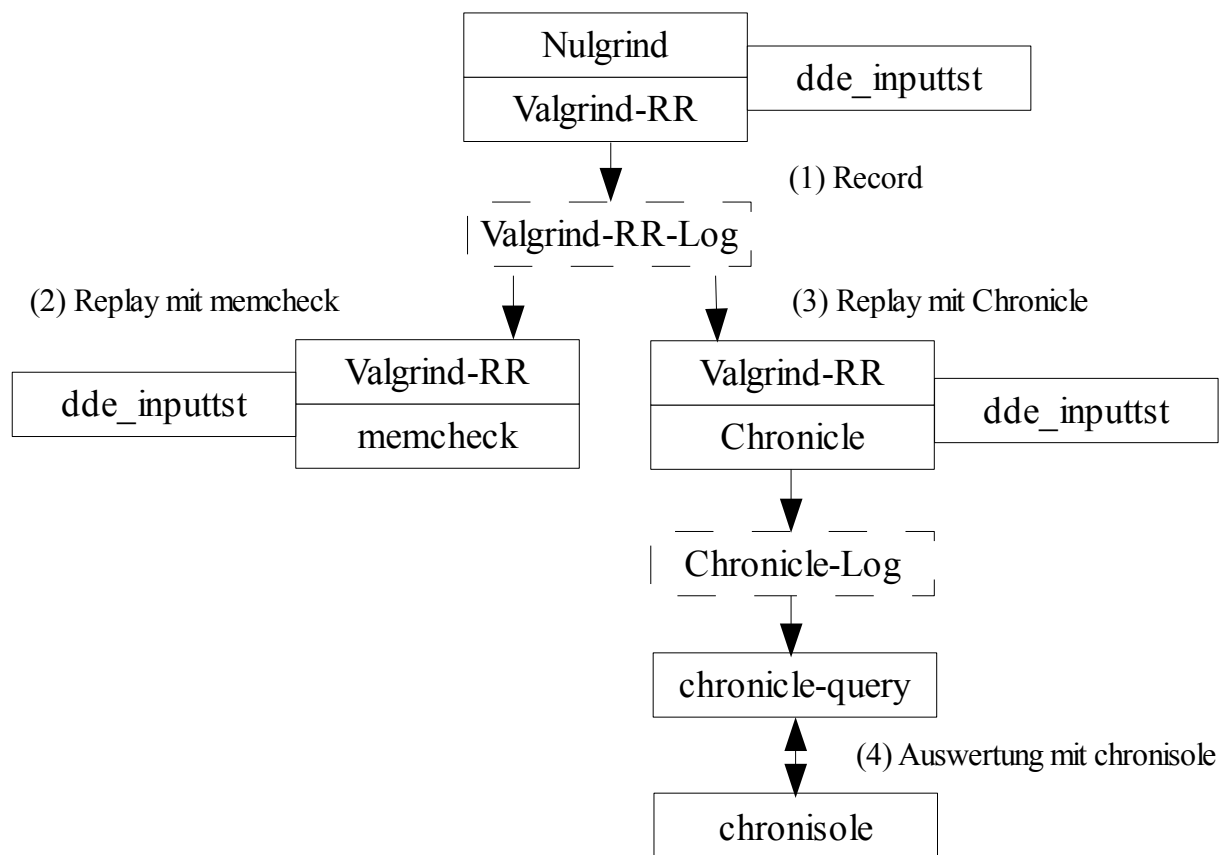 Nulgrind
dde_inputtst
Valgrind-RR
(1) Record
Valgrind-RR-Log
(2) Replay mit memcheck
(3) Replay mit Chronicle
Valgrind-RR
dde_inputtst
memcheck
Valgrind-RR
dde_inputtst
Chronicle
Chronicle-Log
chronicle-query
(4) Auswertung mit chronisole
chronisole